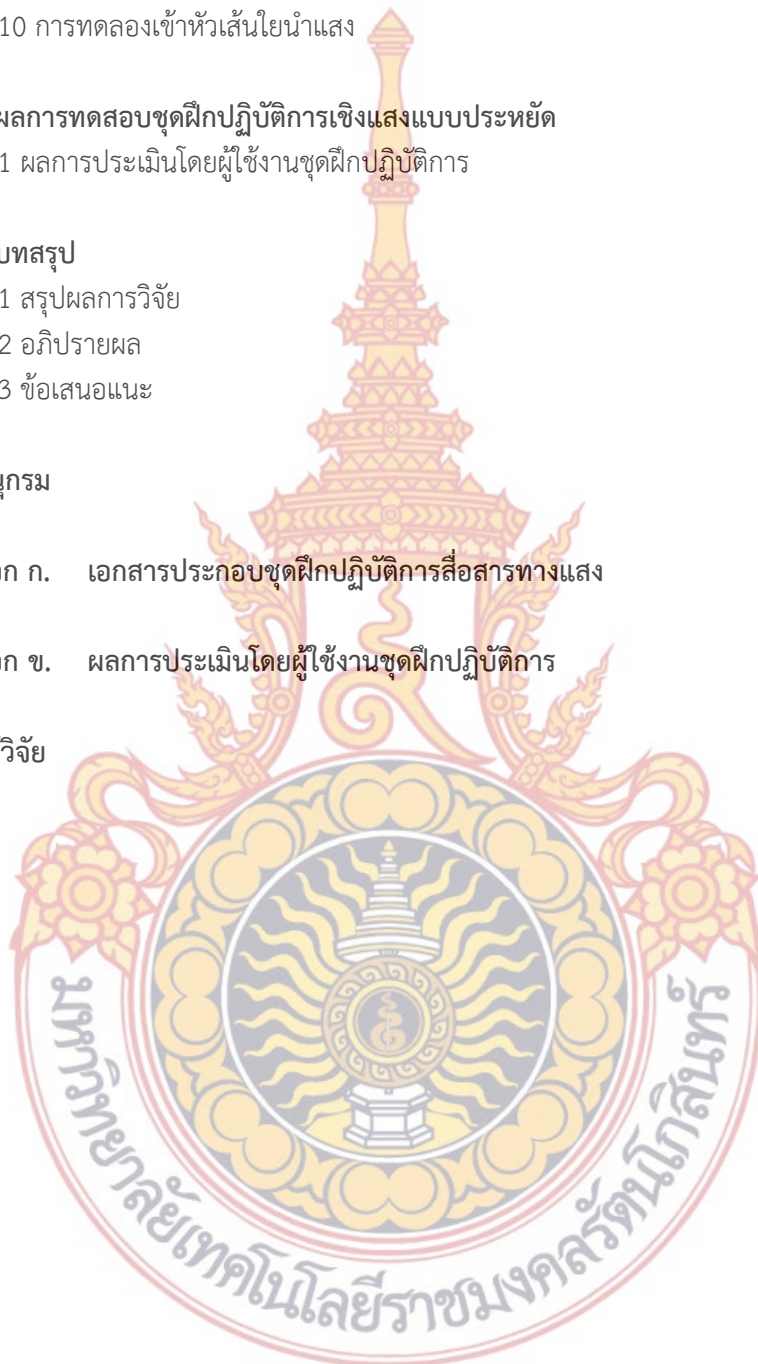 10 การทดลองเข้าหัวเส้นใยนำแสง
ผลการทดสอบชุดฝึกปฏิบัติการเชิงแสงแบบประหยัด
1 ผลการประเมินโดยผู้ใช้งานชุดฝึกปฏิบัติการ
บทสรุป
1 สรุปผลการวิจัย
2 อภิปรายผล
3 ข้อเสนอแนะ
นุกรม
ก ก. เอกสารประกอบชุดฝึกปฏิบัติการสื่อสารทางแสง
ก ข. ผลการประเมินโดยผู้ใช้งานชุดฝึกปฏิบัติการ
วิจัย
มหาวิทยาลัยเทคโนโลยีราชมงคลรัตนโกสินทร์